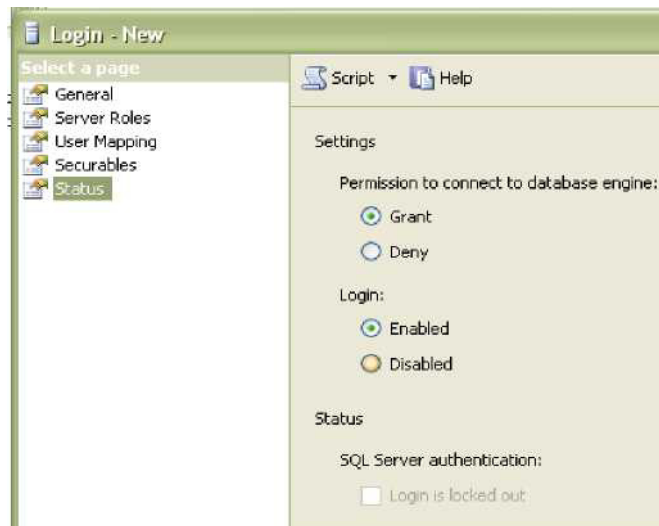 Login - New
Select a page
General
Server Roles
User Mapping
Securables
Status
Script
Help
Settings
Permission to connect to database engine:
Grant
Deny
Login:
Enabled
Disabled
Status
SQL Server authentication:
Login is locked out